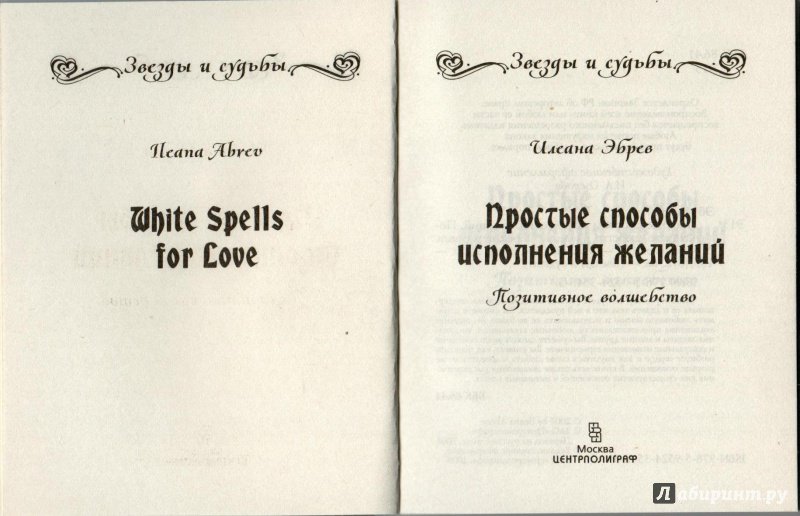 Звезды и судьбы
Ileana Abrev
White Spells
for Love
Звезды и судьбы
Илеана Эбрев
Простые способы
исполнения желаний
Позитивное волшебство
Москва
ЦЕНТРПОЛИГРАФ
Лабиринт.ру